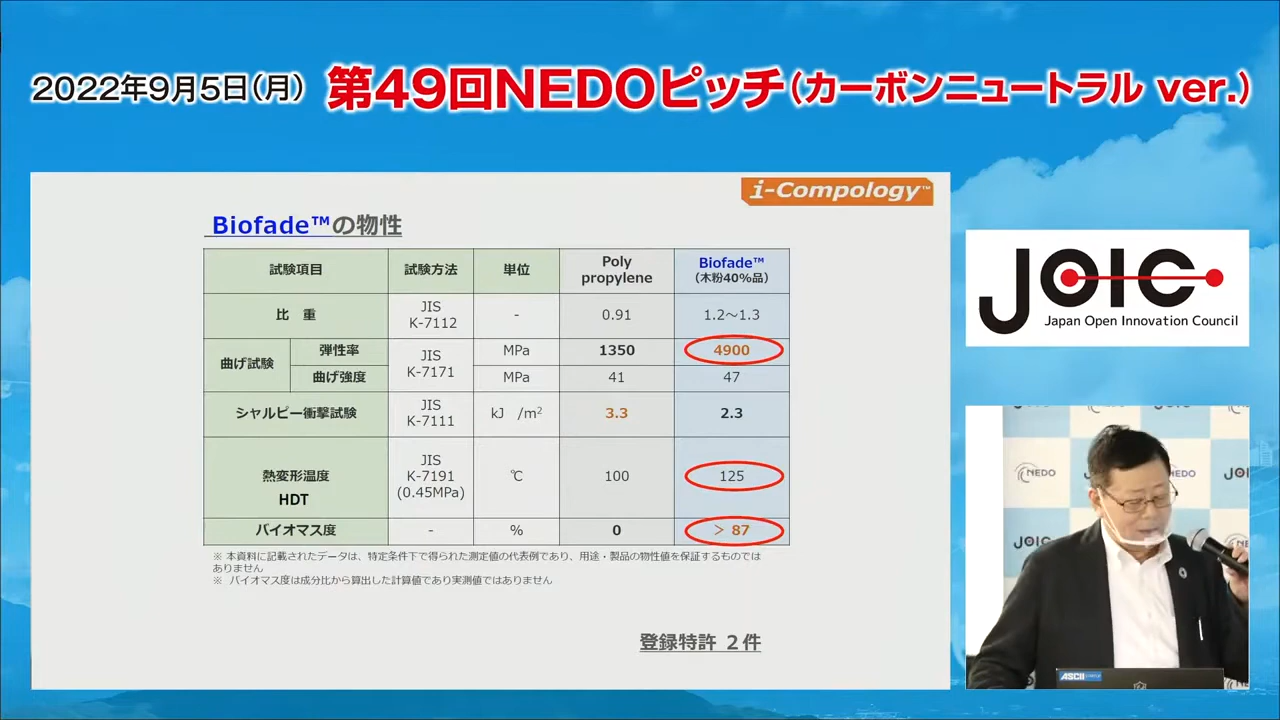 2022年9月5日(月) 第49回NEDOピッチ(カーボンニュートラル ver.)
i-Compology™
Biofade™の物性
試験項目 試験方法 単位 Poly propylene Biofade™ (木粉40%品)
比 重 JIS K-7112 - 0.91 1.2～1.3
曲げ試験 弾性率 JIS K-7171 MPa 1350 4900
曲げ強度 MPa 41 47
シャルピー衝撃試験 JIS K-7111 kJ /m² 3.3 2.3
熱変形温度 HDT JIS K-7191 (0.45MPa) ℃ 100 125
バイオマス度 - % 0 ＞ 87
※ 本資料に記載されたデータは、特定条件下で得られた測定値の代表例であり、用途・製品の物性値を保証するものでは
ありません
※ バイオマス度は成分比から算出した計算値であり実測値ではありません
登録特許 ２件
JOIC
Japan Open Innovation Council
NEDO
NEDO
JOIC
ASCII